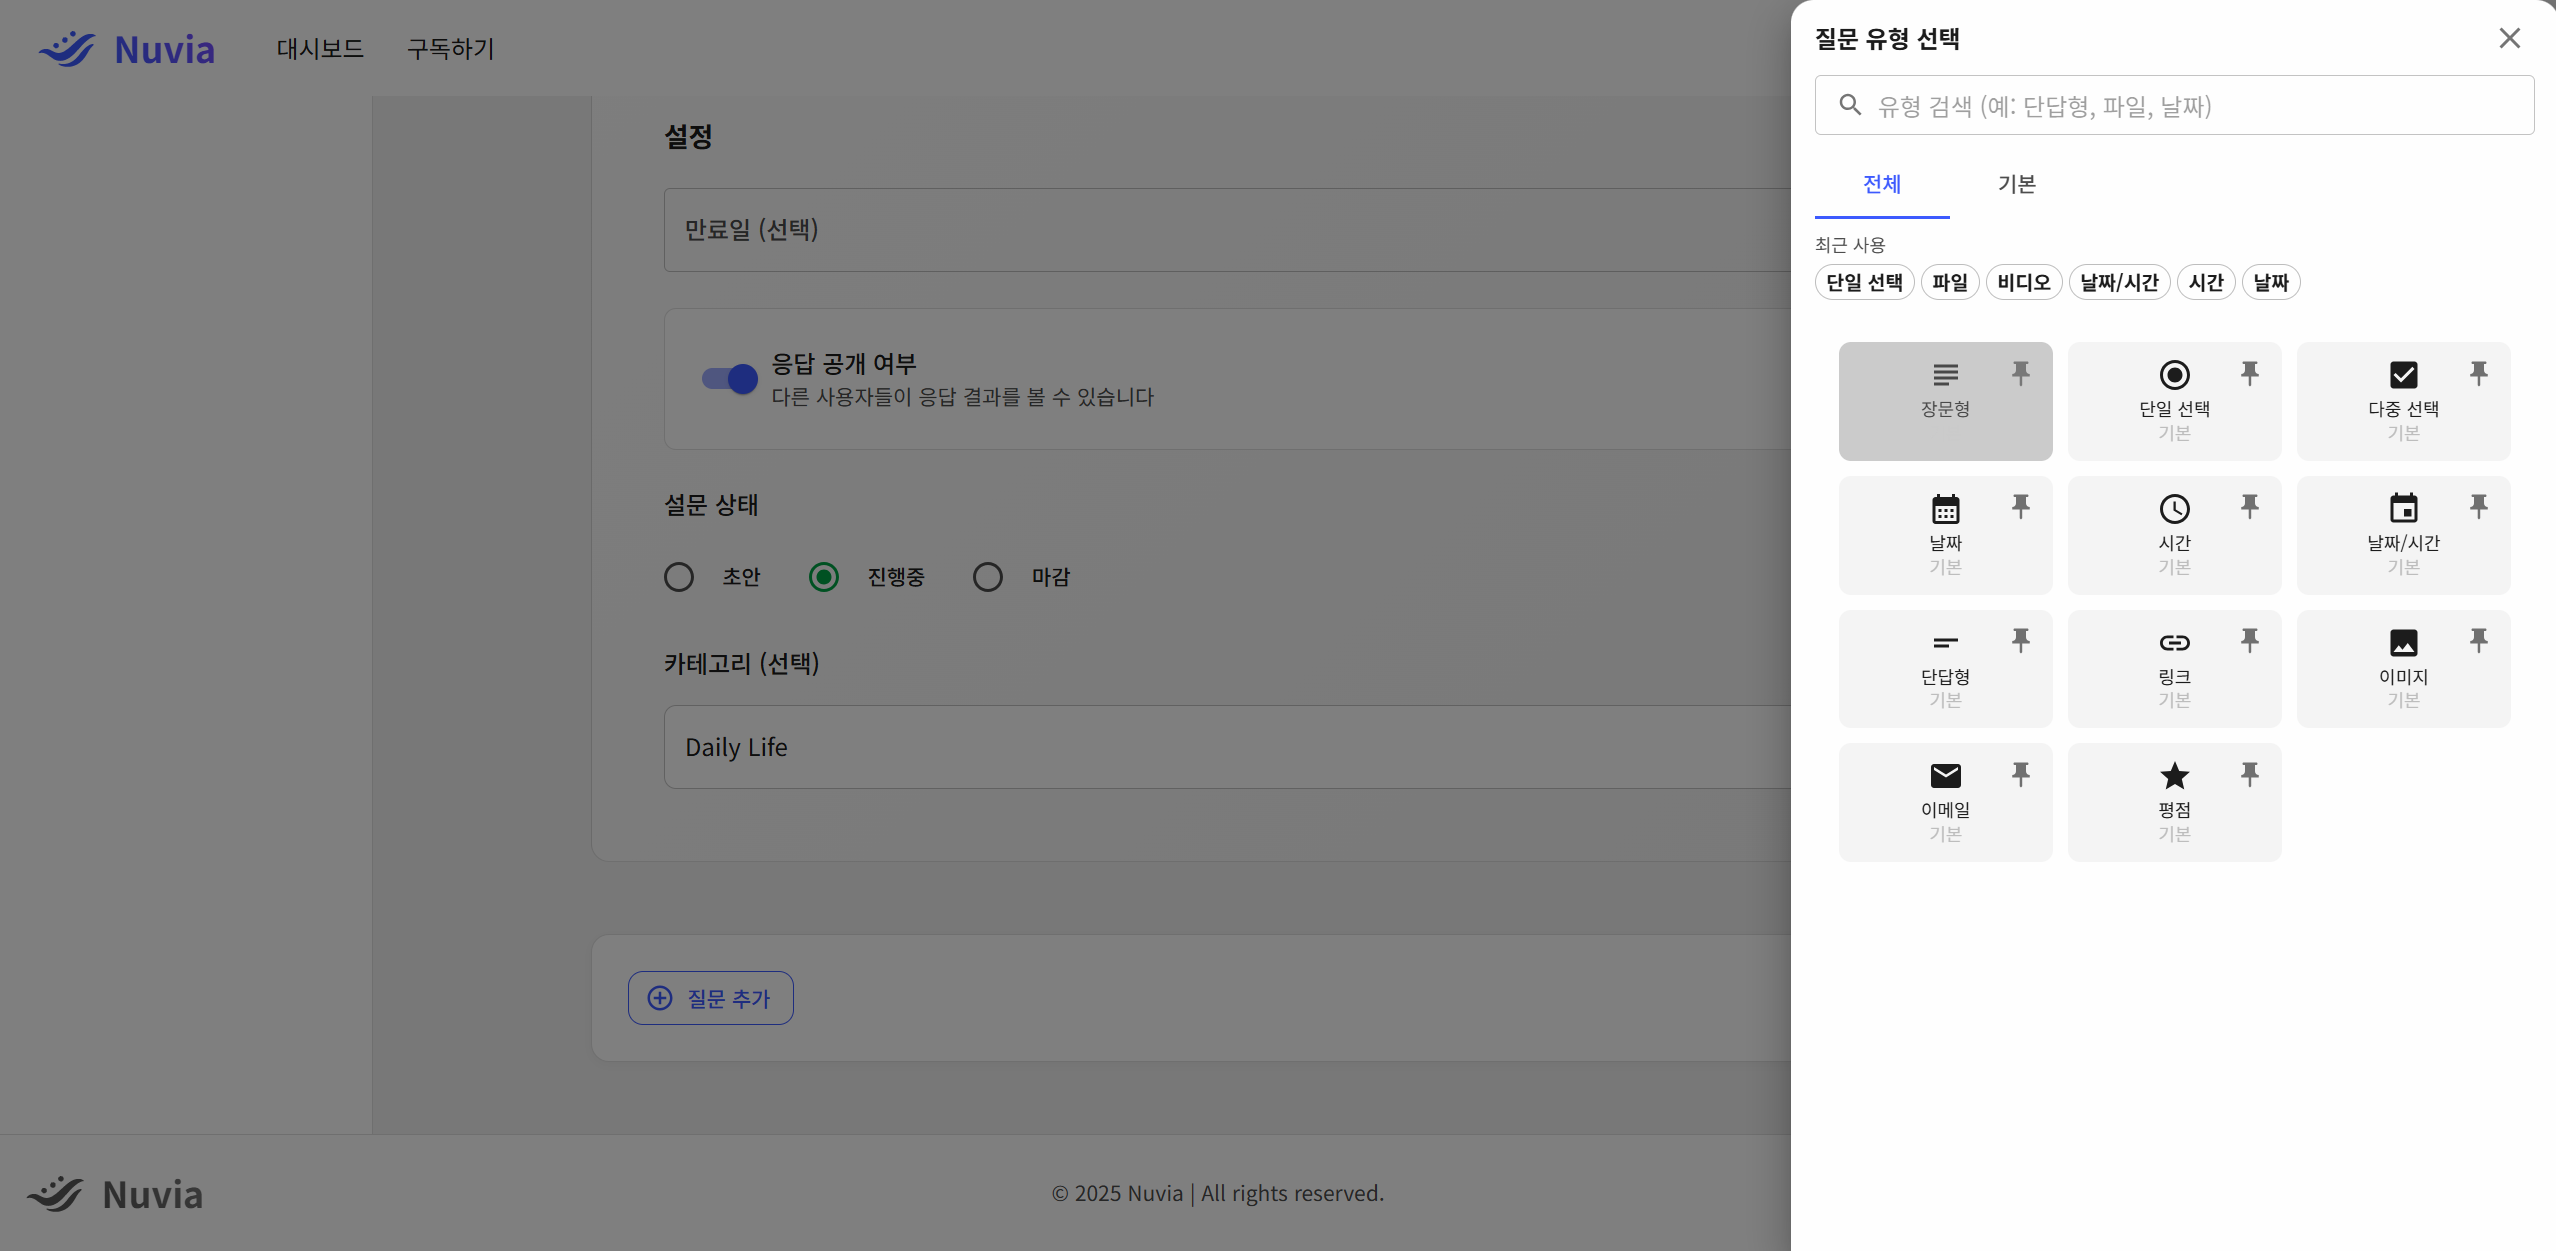 Nuvia
대시보드
구독하기
설정
만료일 (선택)
응답 공개 여부
다른 사용자들이 응답 결과를 볼 수 있습니다
설문 상태
초안
진행중
마감
카테고리 (선택)
Daily Life
질문 추가
Nuvia
© 2025 Nuvia | All rights reserved.
질문 유형 선택
유형 검색 (예: 단답형, 파일, 날짜)
전체
기본
최근 사용
단일 선택
파일
비디오
날짜/시간
시간
날짜
장문형
단일 선택
기본
다중 선택
기본
날짜
기본
시간
기본
날짜/시간
기본
단답형
기본
링크
기본
이미지
기본
이메일
기본
평점
기본